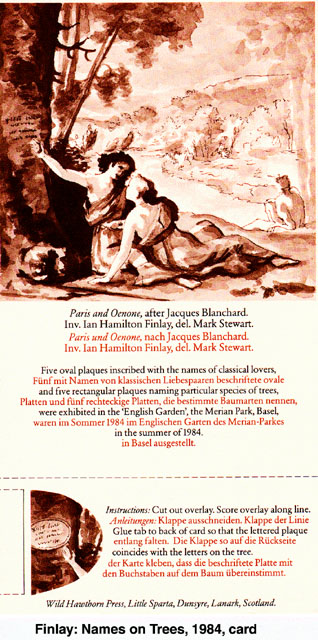 Paris and Oenone, after Jacques Blanchard.
Inv. Ian Hamilton Finlay, del. Mark Stewart.
Paris und Oenone, nach Jacques Blanchard.
Inv. Ian Hamilton Finlay, del. Mark Stewart.
Five oval plaques inscribed with the names of classical lovers,
Fünf mit Namen von klassischen Liebespaaren beschriftete ovale
and five rectangular plaques naming particular species of trees,
Platten und fünf rechteckige Platten, die bestimmte Baumarten nennen,
were exhibited in the 'English Garden', the Merian Park, Basel,
waren im Sommer 1984 im Englischen Garten des Merian-Parkes
in the summer of 1984.
in Basel ausgestellt.
Instructions: Cut out overlay. Score overlay along line.
Anleitungen: Klappe ausschneiden. Klappe der Linie
Glue tab to back of card so that the lettered plaque
entlang falten. Die Klappe so auf die Rückseite
coincides with the letters on the tree.
der Karte kleben, dass die beschriftete Platte mit
den Buchstaben auf dem Baum übereinstimmt.
Wild Hawthorn Press, Little Sparta, Dunsyre, Lanark, Scotland.
Finlay: Names on Trees, 1984, card